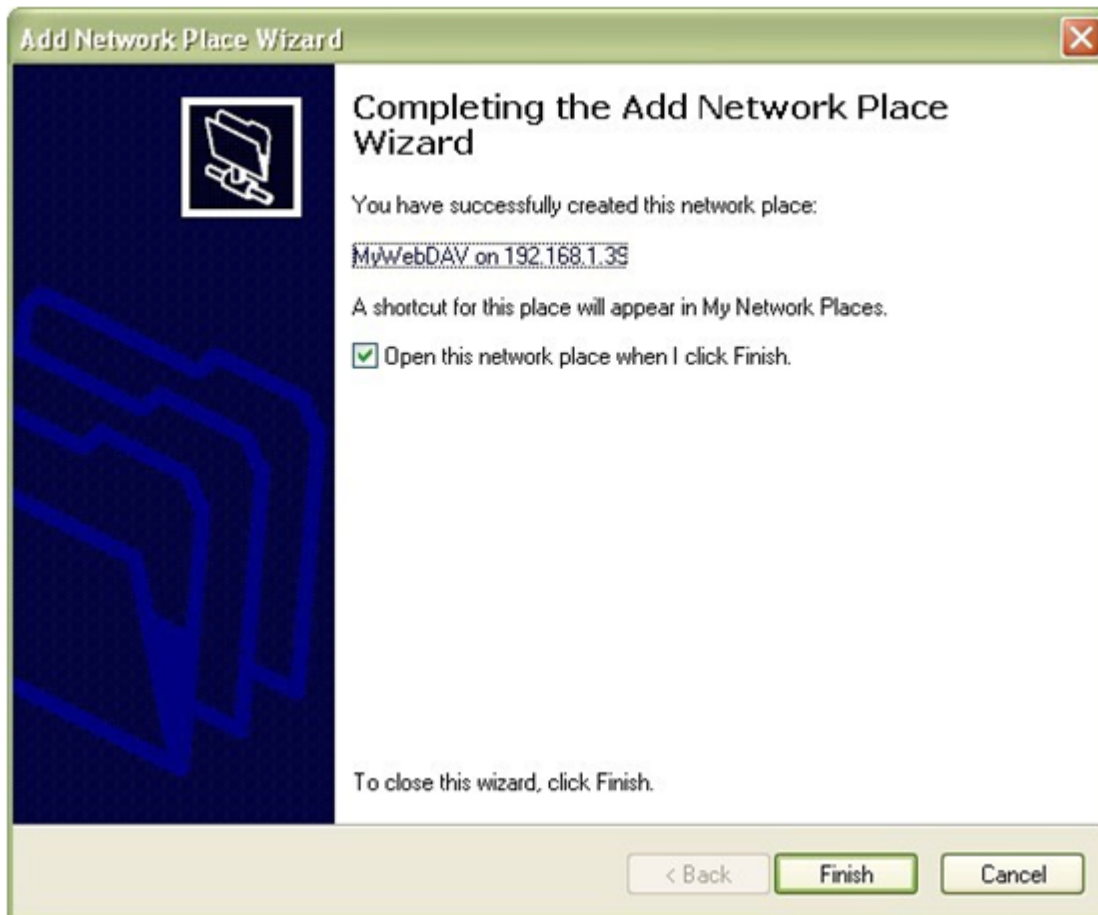 Add Network Place Wizard
Completing the Add Network Place
Wizard
You have successfully created this network place:
MyWebDAV on 192.168.1.39
A shortcut for this place will appear in My Network Places.
Open this network place when I click Finish.
To close this wizard, click Finish.
< Back Finish Cancel